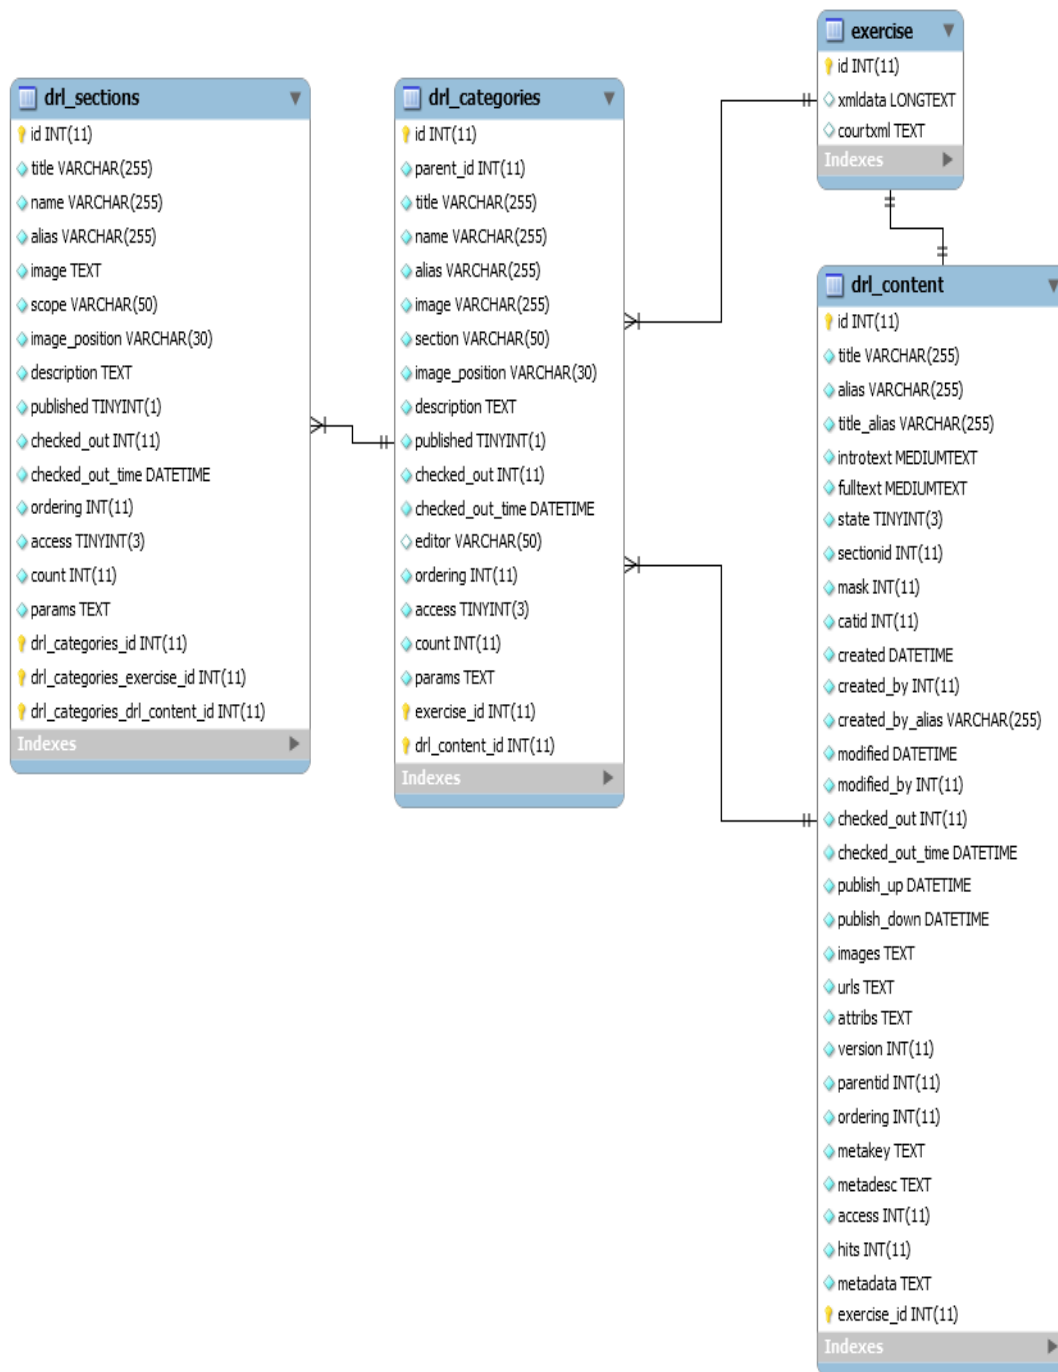 drl_sections
id INT(11)
title VARCHAR(255)
name VARCHAR(255)
alias VARCHAR(255)
image TEXT
scope VARCHAR(50)
image_position VARCHAR(30)
description TEXT
published TINYINT(1)
checked_out INT(11)
checked_out_time DATETIME
ordering INT(11)
access TINYINT(3)
count INT(11)
params TEXT
drl_categories_id INT(11)
drl_categories_exercise_id INT(11)
drl_categories_drl_content_id INT(11)
Indexes
drl_categories
id INT(11)
parent_id INT(11)
title VARCHAR(255)
name VARCHAR(255)
alias VARCHAR(255)
image VARCHAR(255)
section VARCHAR(50)
image_position VARCHAR(30)
description TEXT
published TINYINT(1)
checked_out INT(11)
checked_out_time DATETIME
editor VARCHAR(50)
ordering INT(11)
access TINYINT(3)
count INT(11)
params TEXT
exercise_id INT(11)
drl_content_id INT(11)
Indexes
exercise
id INT(11)
xmldata LONGTEXT
courtxml TEXT
Indexes
drl_content
id INT(11)
title VARCHAR(255)
alias VARCHAR(255)
title_alias VARCHAR(255)
introtext MEDIUMTEXT
fulltext MEDIUMTEXT
state TINYINT(3)
sectionid INT(11)
mask INT(11)
catid INT(11)
created DATETIME
created_by INT(11)
created_by_alias VARCHAR(255)
modified DATETIME
modified_by INT(11)
checked_out INT(11)
checked_out_time DATETIME
publish_up DATETIME
publish_down DATETIME
images TEXT
urls TEXT
attribs TEXT
version INT(11)
parentid INT(11)
ordering INT(11)
metakey TEXT
metadesc TEXT
access INT(11)
hits INT(11)
metadata TEXT
exercise_id INT(11)
Indexes